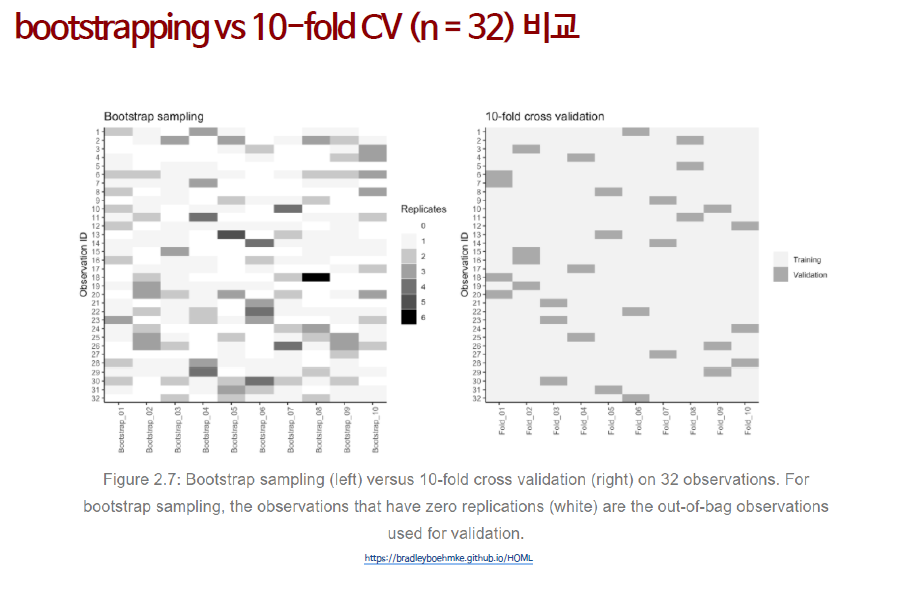 bootstrapping vs 10-fold CV (n = 32) 비교
Bootstrap sampling
Observation ID
1
2
3
4
5
6
7
8
9
10
11
12
13
14
15
16
17
18
19
20
21
22
23
24
25
26
27
28
29
30
31
32
Bootstrap_01
Bootstrap_02
Bootstrap_03
Bootstrap_04
Bootstrap_05
Bootstrap_06
Bootstrap_07
Bootstrap_08
Bootstrap_09
Bootstrap_10
Replicates
0
1
2
3
4
5
6
10-fold cross validation
Observation ID
1
2
3
4
5
6
7
8
9
10
11
12
13
14
15
16
17
18
19
20
21
22
23
24
25
26
27
28
29
30
31
32
Fold_01
Fold_02
Fold_03
Fold_04
Fold_05
Fold_06
Fold_07
Fold_08
Fold_09
Fold_10
Training
Validation
Figure 2.7: Bootstrap sampling (left) versus 10-fold cross validation (right) on 32 observations. For
bootstrap sampling, the observations that have zero replications (white) are the out-of-bag observations
used for validation.
https://bradleyboehmke.github.io/HOML